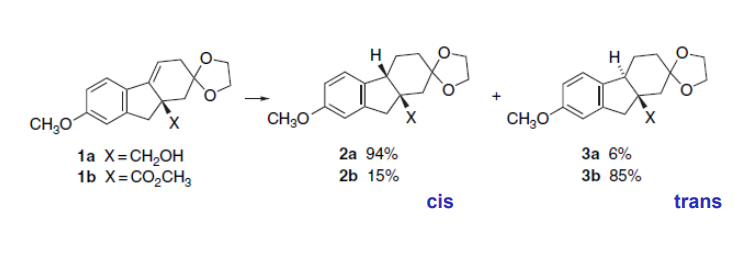 O
O
CH₃O
X
1a X=CH₂OH
1b X=CO₂CH₃
H
O
O
CH₃O
X
2a 94%
2b 15%
cis
+
H
O
O
CH₃O
X
3a 6%
3b 85%
trans